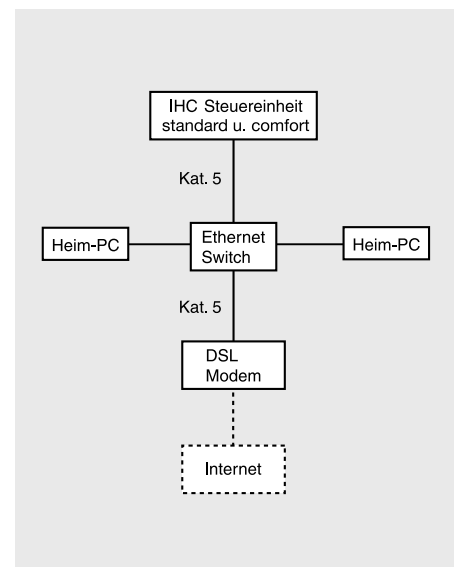 IHC Steuereinheit
standard u. comfort
Kat. 5
Heim-PC
Ethernet
Switch
Heim-PC
Kat. 5
DSL
Modem
Internet